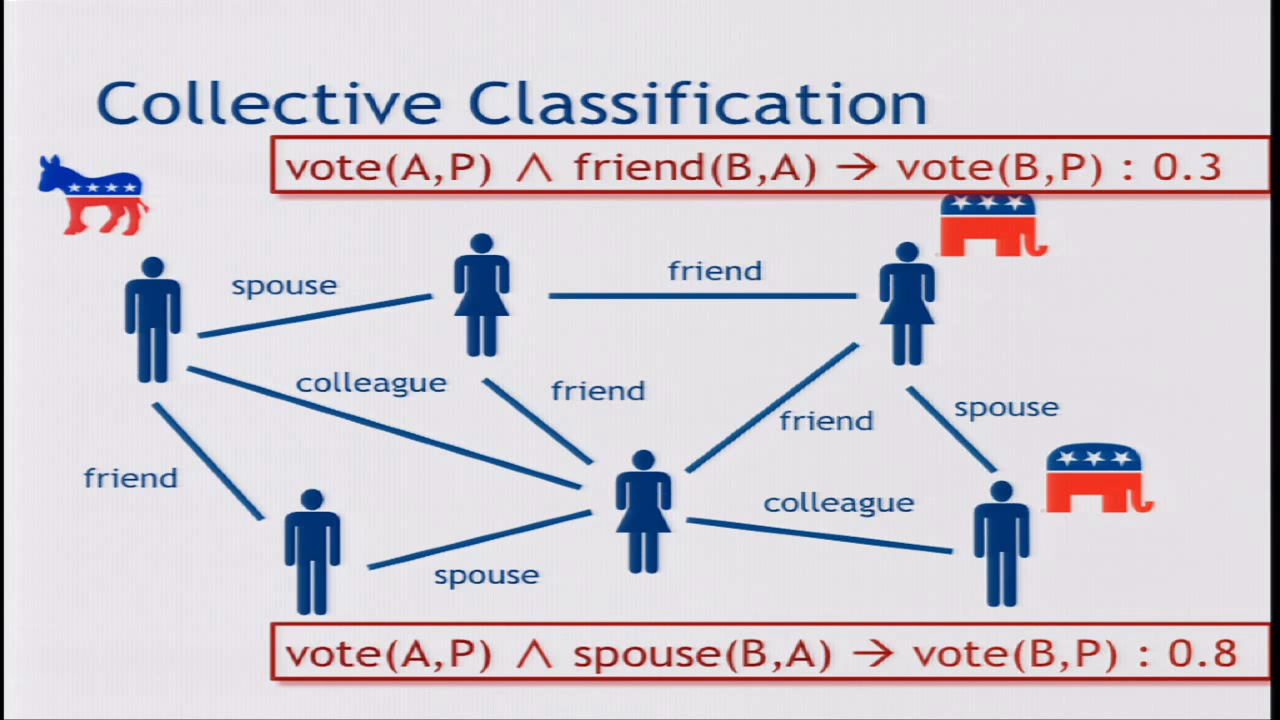 Collective Classification
vote(A,P) ∧ friend(B,A) → vote(B,P) : 0.3
spouse
friend
colleague
friend
friend
spouse
friend
colleague
spouse
vote(A,P) ∧ spouse(B,A) → vote(B,P) : 0.8